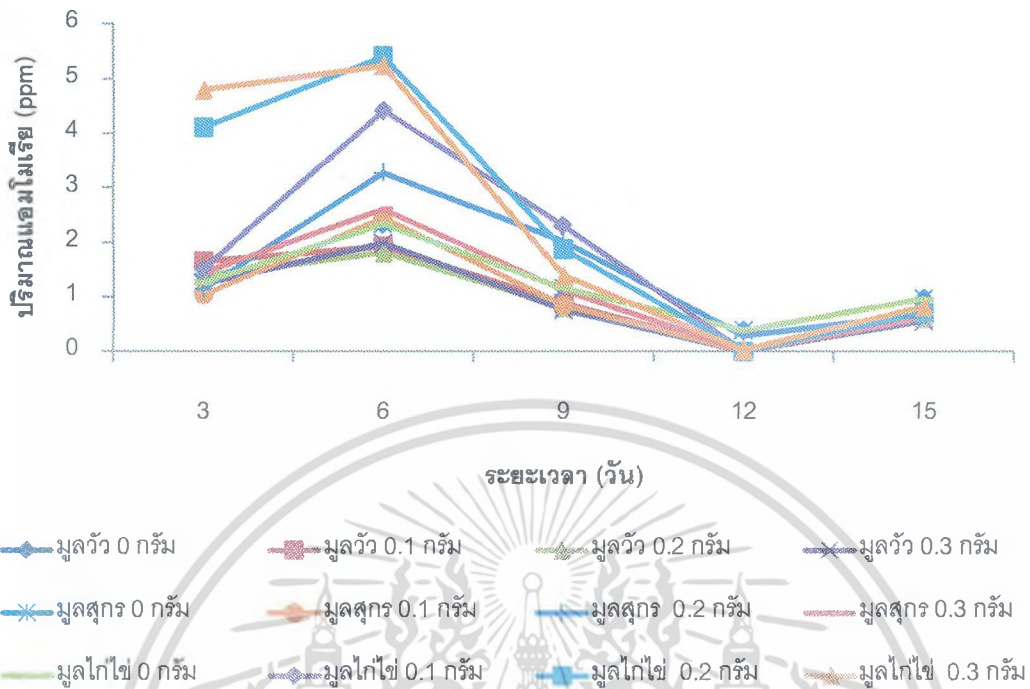 6
5
4
3
2
1
0
ปริมาณแอมโมเรีย (ppm)
3 6 9 12 15
ระยะเวลา (วัน)
มูลวัว 0 กรัม มูลวัว 0.1 กรัม มูลวัว 0.2 กรัม มูลวัว 0.3 กรัม
มูลสุกร 0 กรัม มูลสุกร 0.1 กรัม มูลสุกร 0.2 กรัม มูลสุกร 0.3 กรัม
มูลไก่ไข่ 0 กรัม มูลไก่ไข่ 0.1 กรัม มูลไก่ไข่ 0.2 กรัม มูลไก่ไข่ 0.3 กรัม